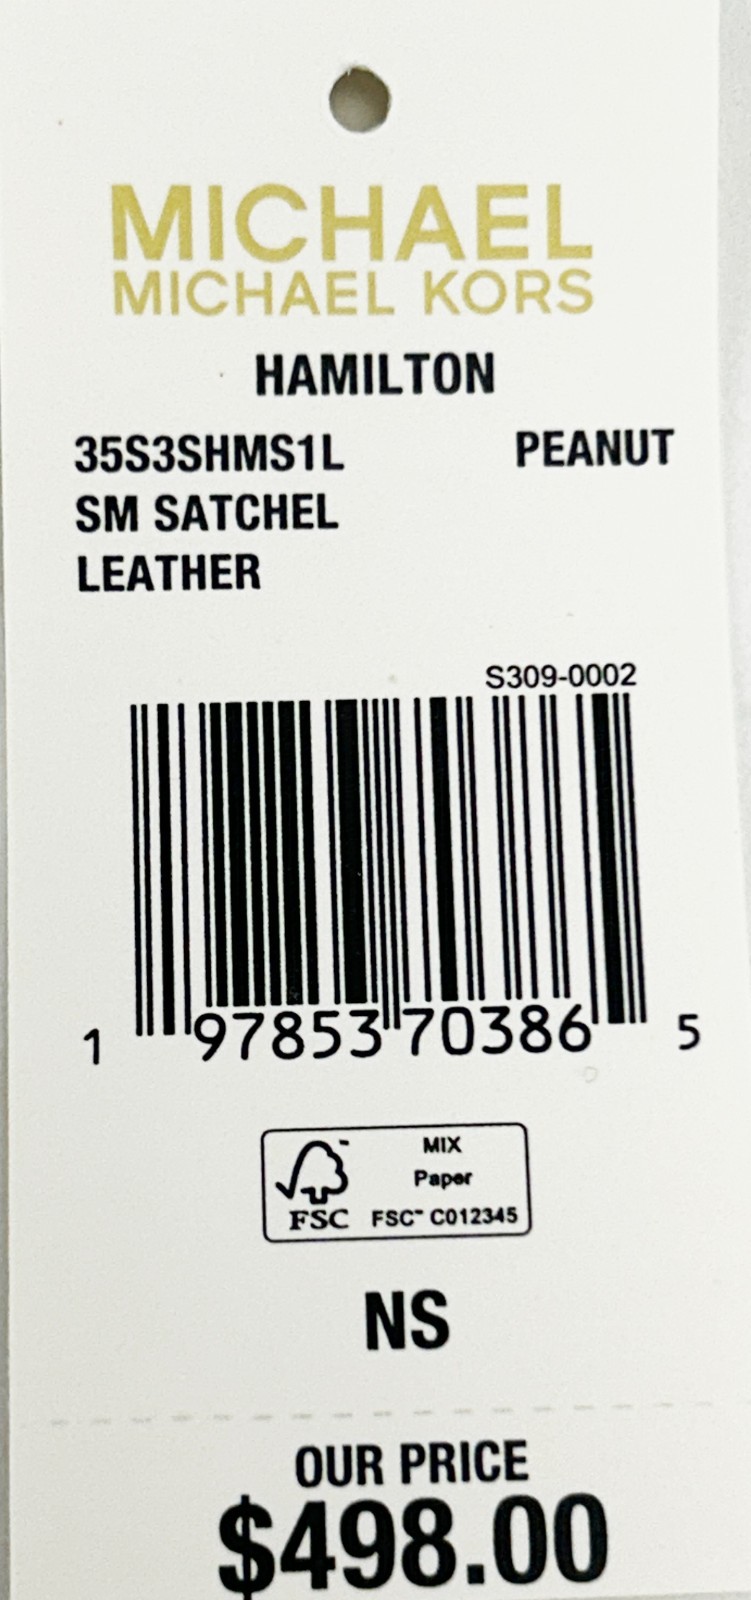 MICHAEL
MICHAEL KORS
HAMILTON
35S3SHMS1L PEANUT
SM SATCHEL
LEATHER
S309-0002
1 97853 70386 5
FSC
MIX
Paper
FSC™ C012345
NS
OUR PRICE
$498.00